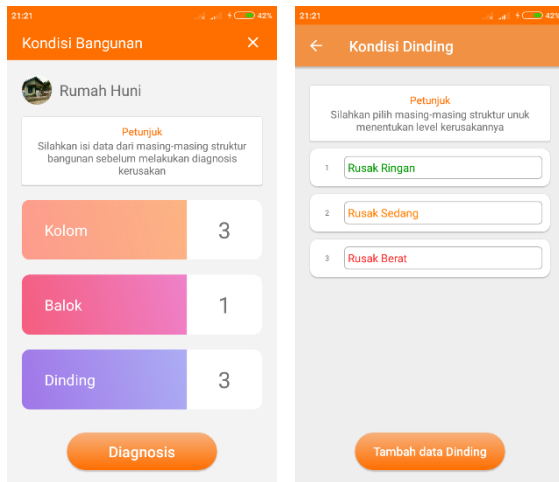 21:21
42%
Kondisi Bangunan
Rumah Huni
Petunjuk
Silahkan isi data dari masing-masing struktur
bangunan sebelum melakukan diagnosis
kerusakan
Kolom 3
Balok 1
Dinding 3
Diagnosis
21:21
42%
Kondisi Dinding
Petunjuk
Silahkan pilih masing-masing struktur unuk
menentukan level kerusakannya
1 Rusak Ringan
2 Rusak Sedang
3 Rusak Berat
Tambah data Dinding